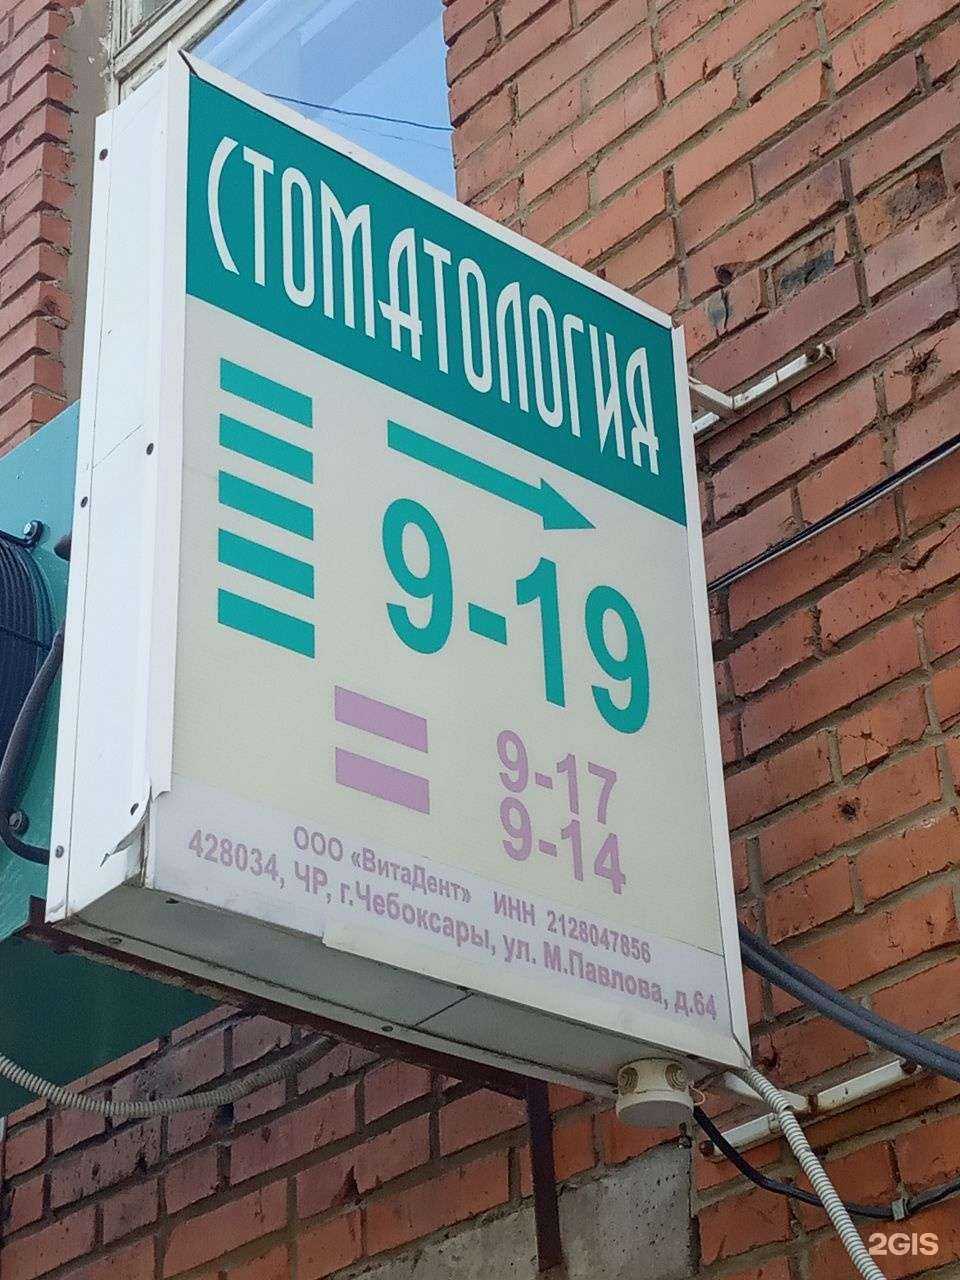 СТОМАТОЛОГИЯ
9-19
9-17
9-14
ООО «ВитаДент» ИНН 2128047856
428034, ЧР, г.Чебоксары, ул. М.Павлова, д.64
2GIS